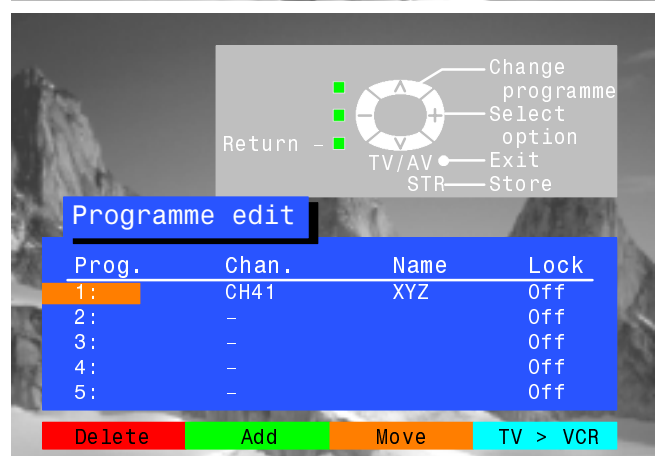 Change
programme
Select
option
Return –
TV/AV Exit
STR Store
Programme edit
Prog. Chan. Name Lock
1: CH41 XYZ Off
2: – Off
3: – Off
4: – Off
5: – Off
Delete Add Move TV > VCR